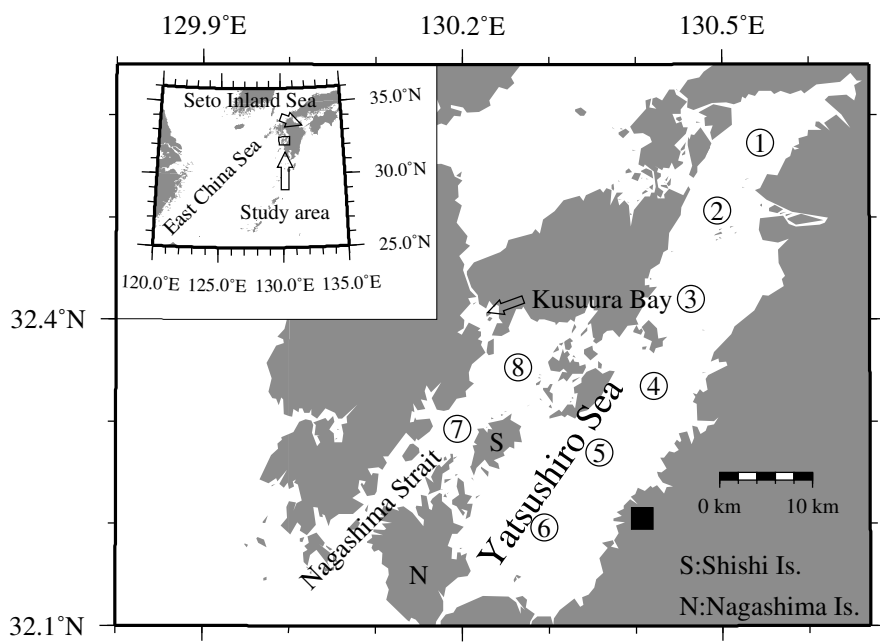 129.9˚E 130.2˚E 130.5˚E
Seto Inland Sea
35.0˚N
East China Sea
30.0˚N
Study area
25.0˚N
120.0˚E 125.0˚E 130.0˚E 135.0˚E
1
2
3
Kusuura Bay
32.4˚N
8
4
7
S
5
Yatsushiro Sea
Nagashima Strait
0 km 10 km
6
N
S:Shishi Is.
N:Nagashima Is.
32.1˚N